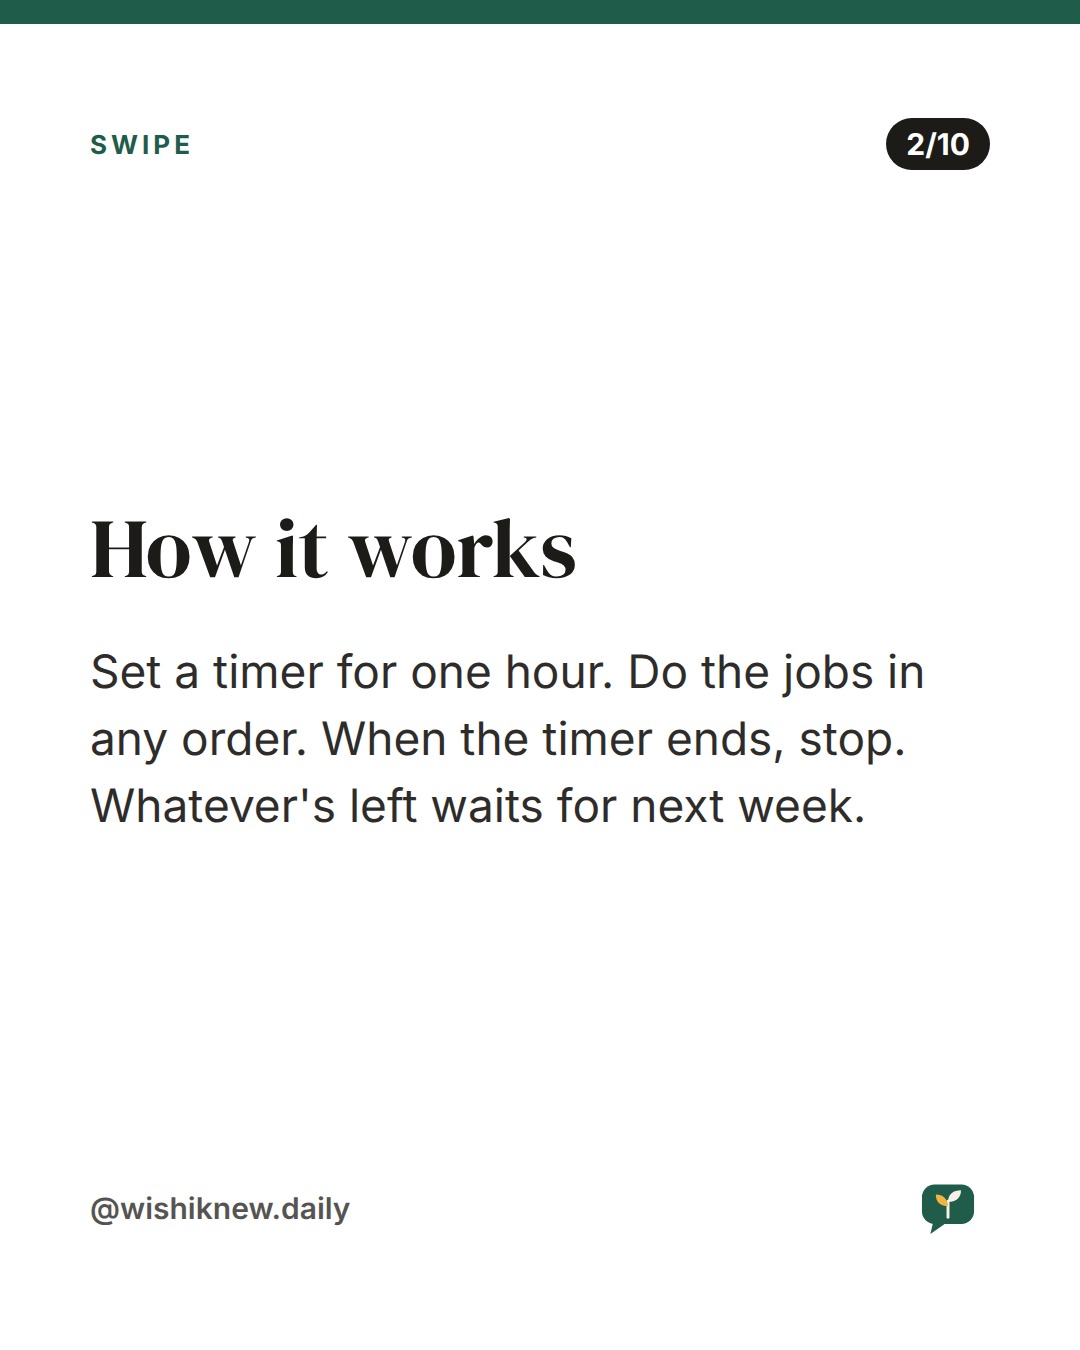 SWIPE
2/10
How it works
Set a timer for one hour. Do the jobs in
any order. When the timer ends, stop.
Whatever's left waits for next week.
@wishiknew.daily